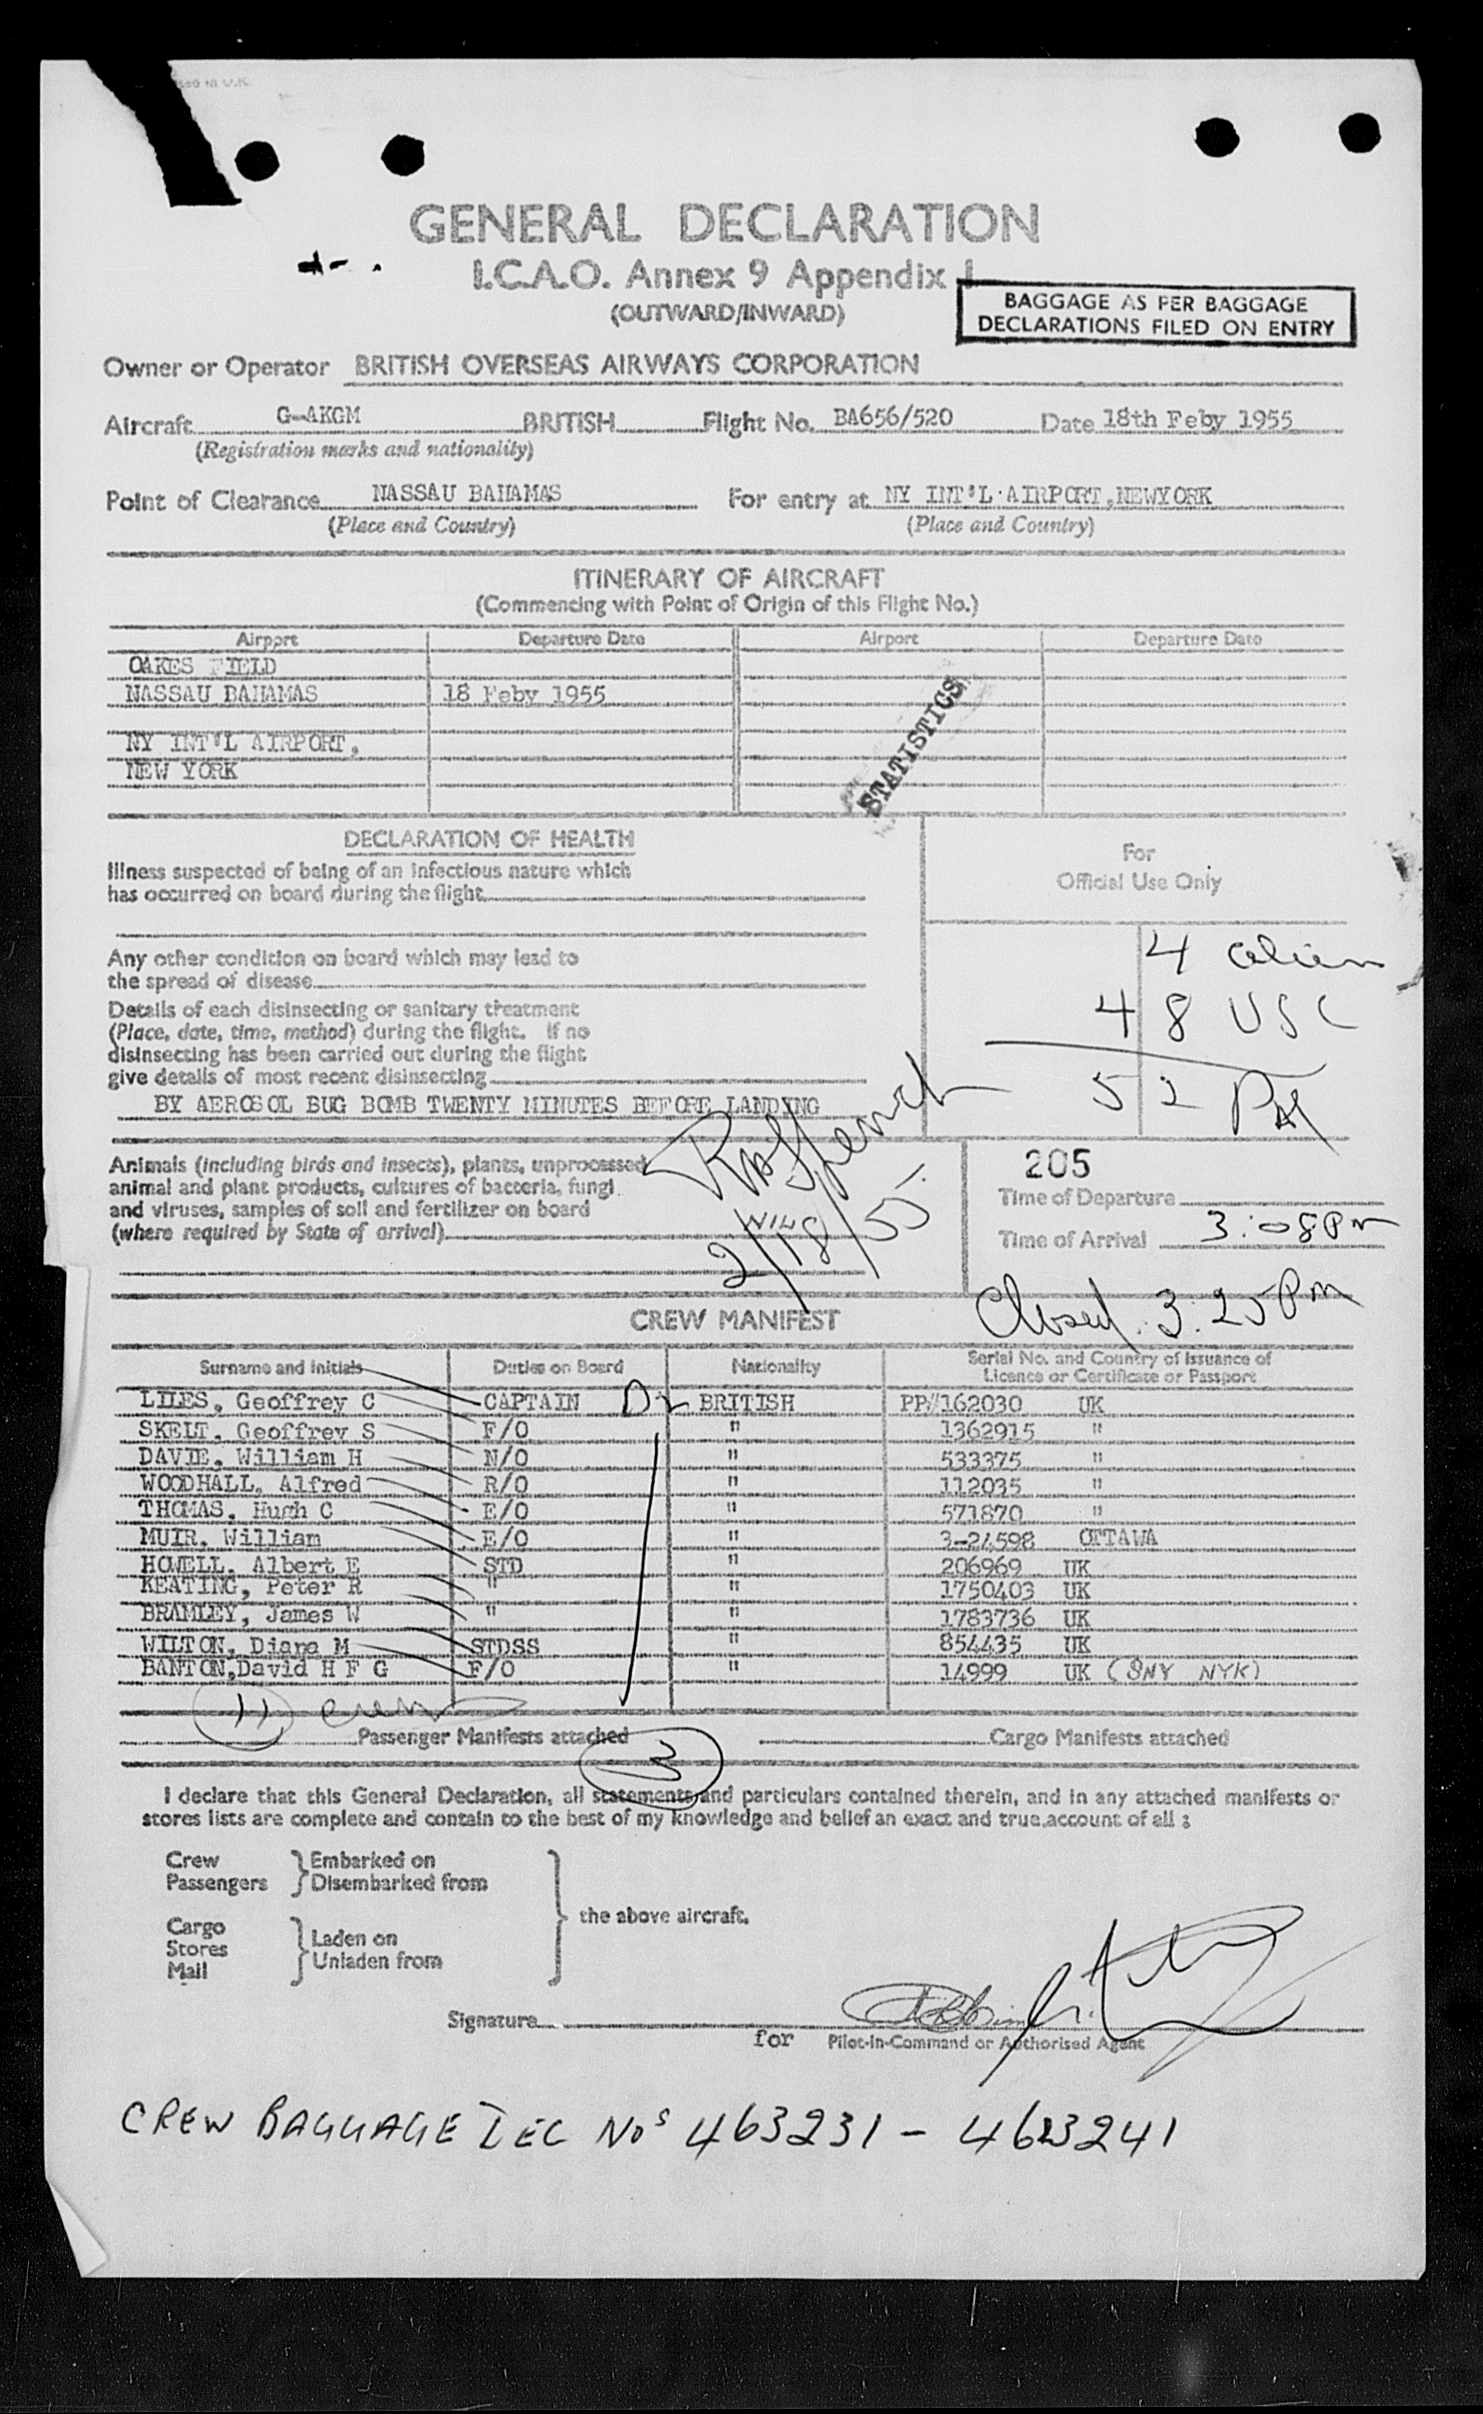 GENERAL DECLARATION
I.C.A.O. Annex 9 Appendix I
(OUTWARD/INWARD)
BAGGAGE AS PER BAGGAGE
DECLARATIONS FILED ON ENTRY
Owner or Operator BRITISH OVERSEAS AIRWAYS CORPORATION
Aircraft G-AKGM BRITISH Flight No. BA656/520 Date 18th Feby 1955
(Registration marks and nationality)
Point of Clearance NASSAU BAHAMAS For entry at NY INT'L AIRPORT, NEWYORK
(Place and Country) (Place and Country)
ITINERARY OF AIRCRAFT
(Commencing with Point of Origin of this Flight No.)
Airport Departure Date Airport Departure Date
OAKES FIELD
NASSAU BAHAMAS 18 Feby 1955
NY INT'L AIRPORT,
NEW YORK
STATISTICS
DECLARATION OF HEALTH
Illness suspected of being of an infectious nature which
has occurred on board during the flight
Any other condition on board which may lead to
the spread of disease
Details of each disinsecting or sanitary treatment
(Place, date, time, method) during the flight. If no
disinsecting has been carried out during the flight
give details of most recent disinsecting
BY AEROSOL BUG BOMB TWENTY MINUTES BEFORE LANDING
For
Official Use Only
4 alien
48 USC
52
Animals (including birds and insects), plants, unprocessed
animal and plant products, cultures of bacteria, fungi
and viruses, samples of soil and fertilizer on board
(where required by State of arrival) NIL
2/18/55
205
Time of Departure
Time of Arrival 3:08 PM
Closed. 3:25 PM
CREW MANIFEST
Surname and initials Duties on Board Nationality Serial No. and Country of Issuance of
Licence or Certificate or Passport
LILES, Geoffrey C CAPTAIN BRITISH PP//162030 UK
SKELT, Geoffrey S F/O " 1362915 "
DAVIE, William H N/O " 533375 "
WOODHALL, Alfred R/O " 112035 "
THOMAS, Hugh C E/O " 571870 "
MUIR, William E/O " 3-24598 OTTAWA
HOWELL, Albert E STD " 206969 UK
KEATING, Peter R " " 1750403 UK
BRAMLEY, James W " " 1783736 UK
WILTON, Diane M STDSS " 854435 UK
BANTON, David H F G F/O " 14999 UK (SNY NYK)
11 crew
Passenger Manifests attached Cargo Manifests attached
3
I declare that this General Declaration, all statements and particulars contained therein, and in any attached manifests or
stores lists are complete and contain to the best of my knowledge and belief an exact and true account of all :
Crew Embarked on
Passengers Disembarked from
the above aircraft.
Cargo
Stores Laden on
Mail Unladen from
Signature
for Pilot-in-Command or Authorised Agent
CREW BAGGAGE DEC Nos 463231 - 463241